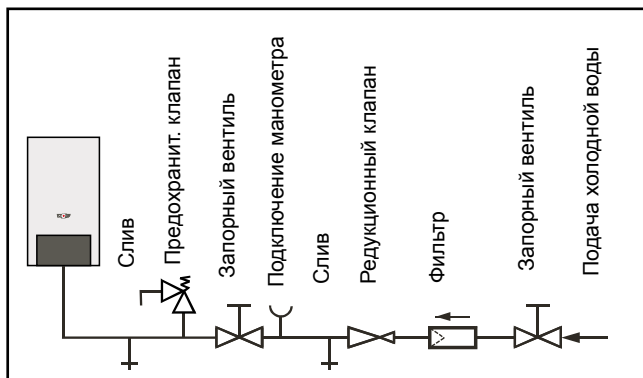 Слив
Предохранит. клапан
Запорный вентиль
Подключение манометра
Слив
Редукционный клапан
Фильтр
Запорный вентиль
Подача холодной воды